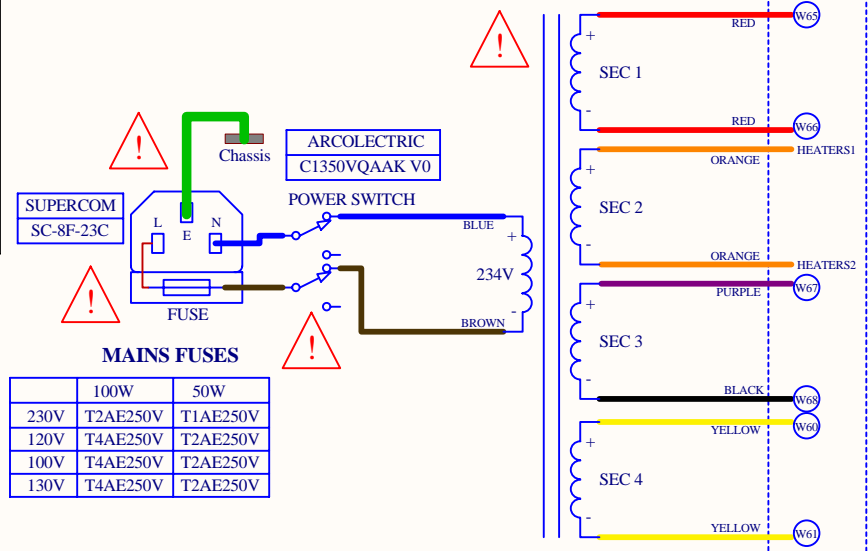 RED
W65
+
SEC 1
-
RED
W66
ORANGE
HEATERS1
+
SEC 2
-
ORANGE
HEATERS2
PURPLE
W67
+
SEC 3
-
BLACK
W68
YELLOW
W60
+
SEC 4
-
YELLOW
W61
!
!
Chassis
ARCOLECTRIC
C1350VQAAK V0
SUPERCOM
SC-8F-23C
L
E
N
POWER SWITCH
BLUE
+
234V
-
BROWN
!
FUSE
!
MAINS FUSES
100W 50W
230V T2AE250V T1AE250V
120V T4AE250V T2AE250V
100V T4AE250V T2AE250V
130V T4AE250V T2AE250V